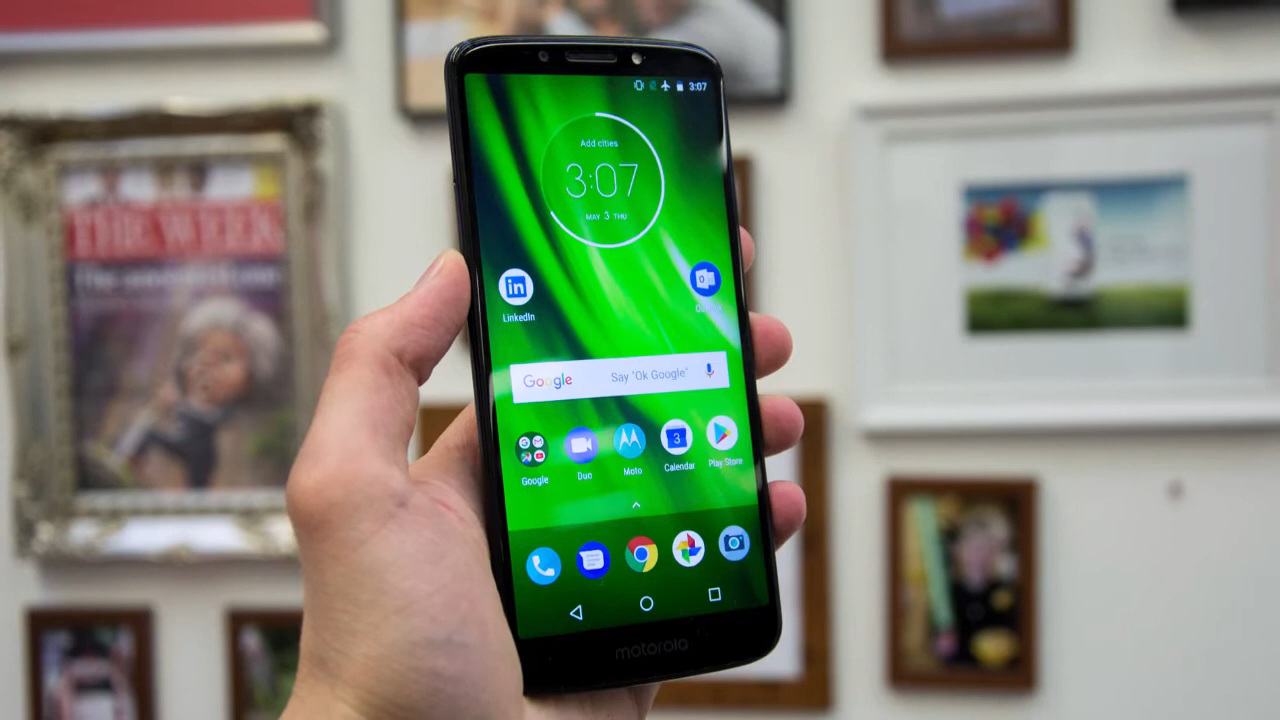 3:07
Add cities
3:07
MAY 3 THU
LinkedIn
Google Say "Ok Google"
Google
Duo
Moto
3
Calendar
Play Store
motorola
THE WEEK